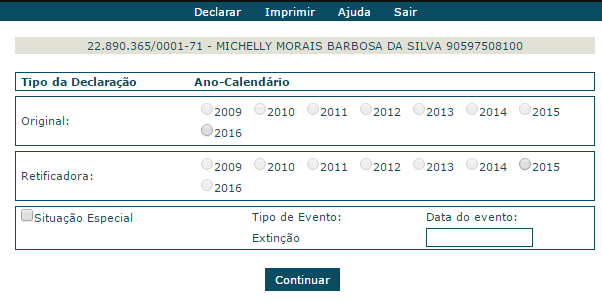 Declarar Imprimir Ajuda Sair
22.890.365/0001-71 - MICHELLY MORAIS BARBOSA DA SILVA 90597508100
Tipo da Declaração Ano-Calendário
Original: 2009 2010 2011 2012 2013 2014 2015
2016
Retificadora: 2009 2010 2011 2012 2013 2014 2015
2016
Situação Especial Tipo de Evento: Data do evento:
Extinção
Continuar